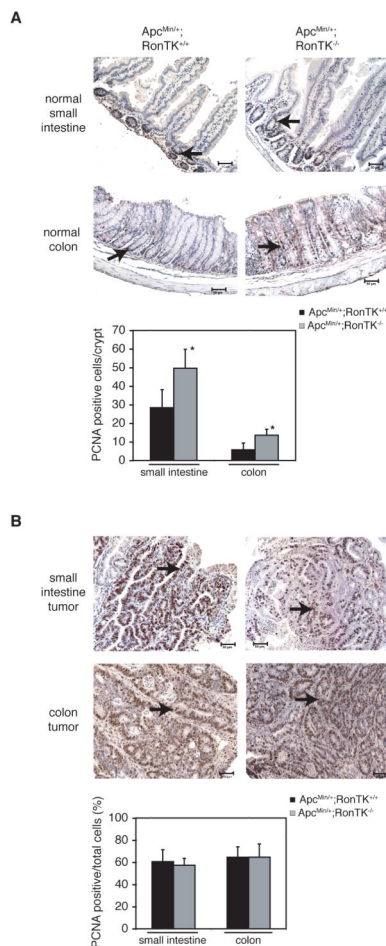 A
Apc^Min/+;
RonTK^+/+
Apc^Min/+;
RonTK^-/-
normal
small
intestine
normal
colon
Apc^Min/+;RonTK^+/+
Apc^Min/+;RonTK^-/-
PCNA positive cells/crypt
70
60
50
40
30
20
10
0
*
*
small intestine
colon
B
small
intestine
tumor
colon
tumor
Apc^Min/+;RonTK^+/+
Apc^Min/+;RonTK^-/-
PCNA positive/total cells (%)
100
80
60
40
20
0
small intestine
colon